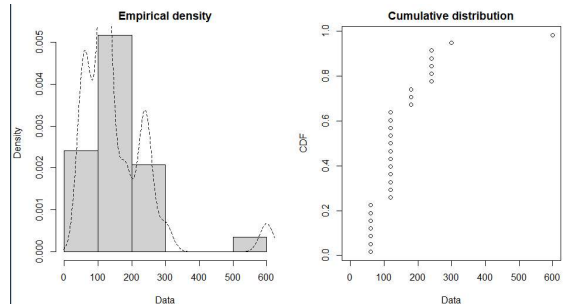 Empirical density
Density
0.000 0.001 0.002 0.003 0.004 0.005
0 100 200 300 400 500 600
Data
Cumulative distribution
CDF
0.0 0.2 0.4 0.6 0.8 1.0
0 100 200 300 400 500 600
Data